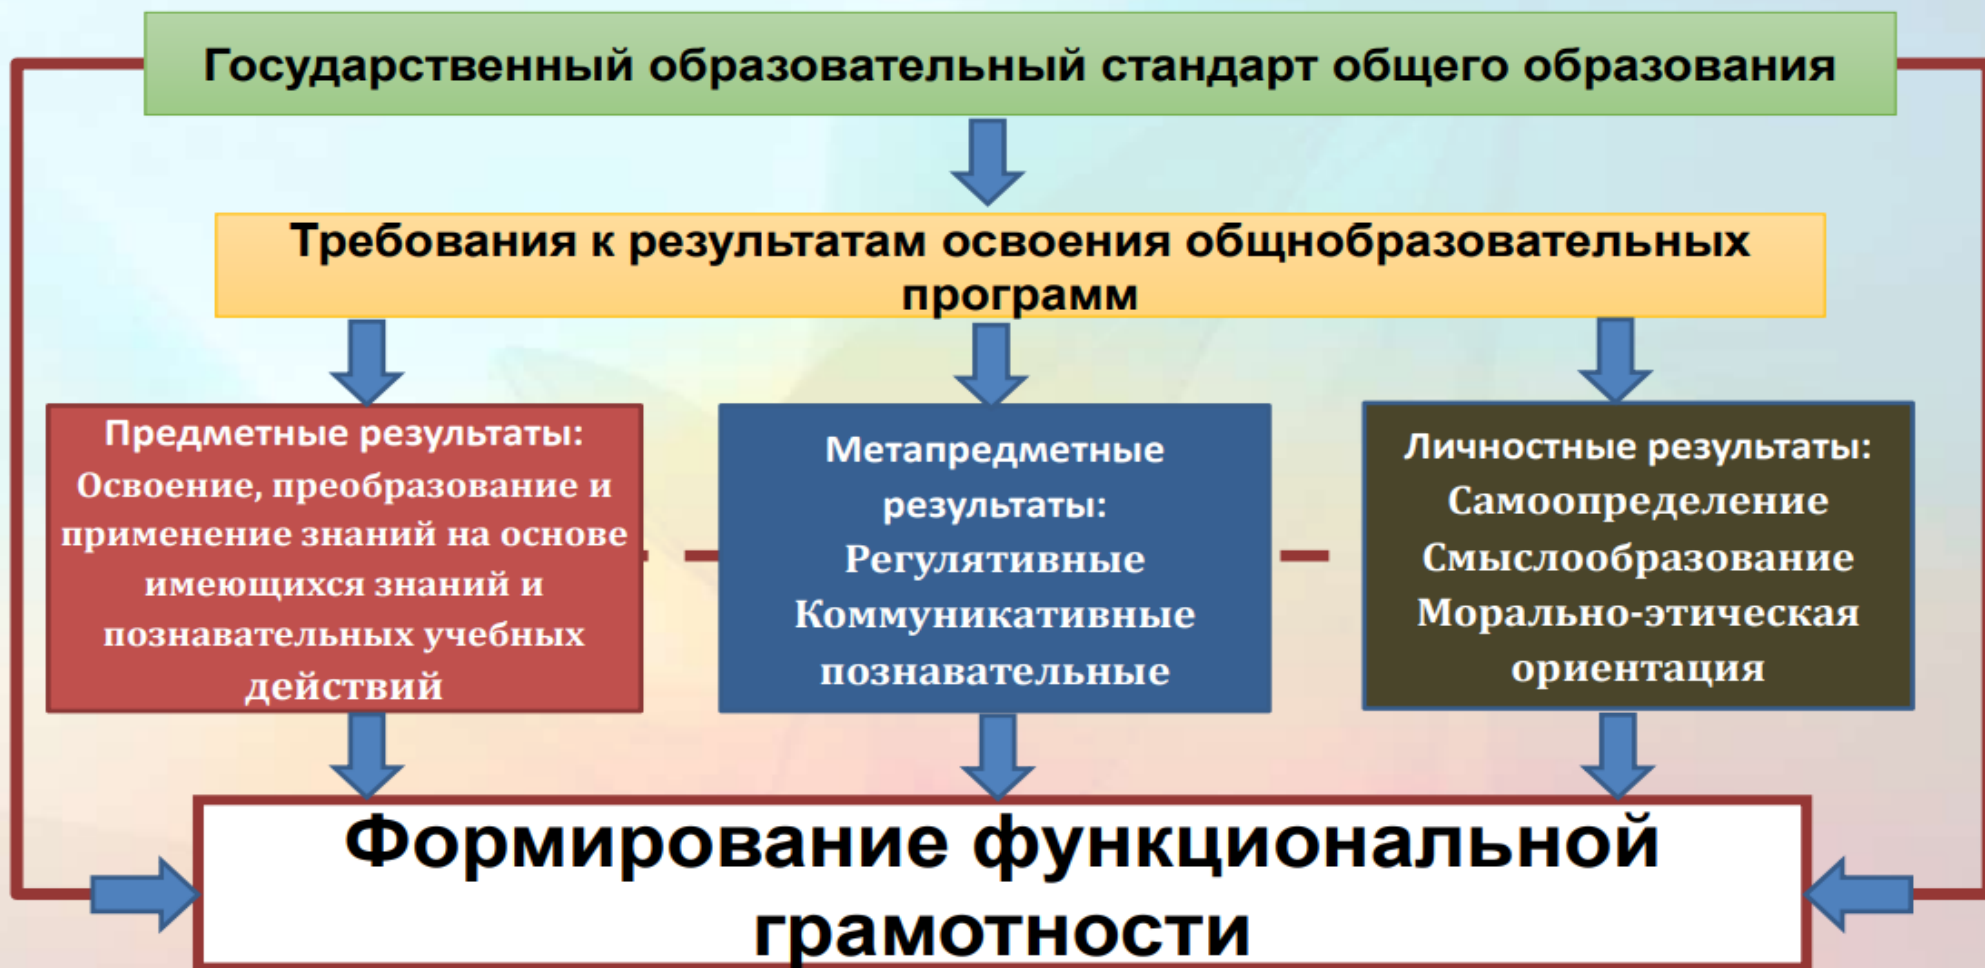 Государственный образовательный стандарт общего образования
Требования к результатам освоения общнобразовательных
программ
Предметные результаты:
Освоение, преобразование и
применение знаний на основе
имеющихся знаний и
познавательных учебных
действий
Метапредметные
результаты:
Регулятивные
Коммуникативные
познавательные
Личностные результаты:
Самоопределение
Смыслообразование
Морально-этическая
ориентация
Формирование функциональной
грамотности